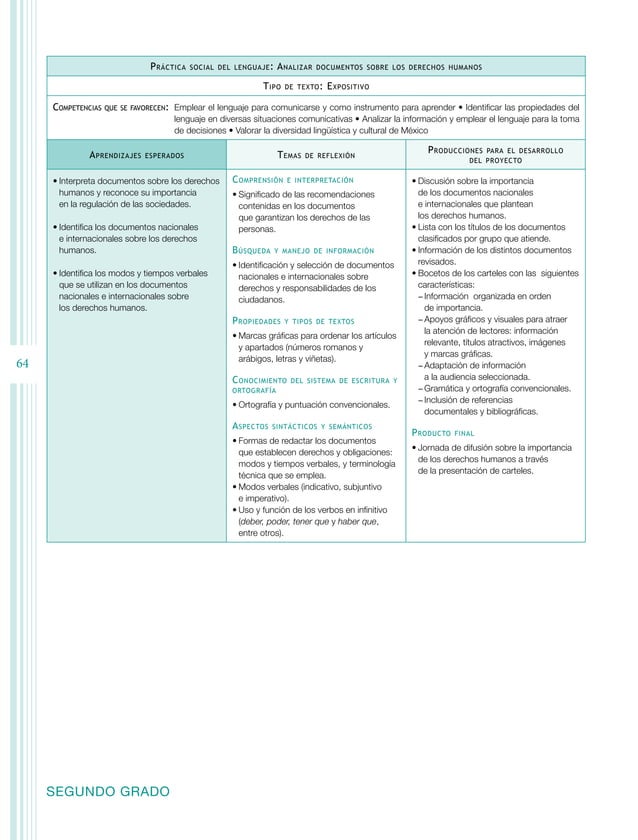 Práctica social del lenguaje: Analizar documentos sobre los derechos humanos
Tipo de texto: Expositivo
Competencias que se favorecen: Emplear el lenguaje para comunicarse y como instrumento para aprender • Identificar las propiedades del
lenguaje en diversas situaciones comunicativas • Analizar la información y emplear el lenguaje para la toma
de decisiones • Valorar la diversidad lingüística y cultural de México
Aprendizajes esperados
• Interpreta documentos sobre los derechos
humanos y reconoce su importancia
en la regulación de las sociedades.
• Identifica los documentos nacionales
e internacionales sobre los derechos
humanos.
• Identifica los modos y tiempos verbales
que se utilizan en los documentos
nacionales e internacionales sobre
los derechos humanos.
Temas de reflexión
Comprensión e interpretación
• Significado de las recomendaciones
contenidas en los documentos
que garantizan los derechos de las
personas.
Búsqueda y manejo de información
• Identificación y selección de documentos
nacionales e internacionales sobre
derechos y responsabilidades de los
ciudadanos.
Propiedades y tipos de textos
• Marcas gráficas para ordenar los artículos
y apartados (números romanos y
arábigos, letras y viñetas).
Conocimiento del sistema de escritura y
ortografía
• Ortografía y puntuación convencionales.
Aspectos sintácticos y semánticos
• Formas de redactar los documentos
que establecen derechos y obligaciones:
modos y tiempos verbales, y terminología
técnica que se emplea.
• Modos verbales (indicativo, subjuntivo
e imperativo).
• Uso y función de los verbos en infinitivo
(deber, poder, tener que y haber que,
entre otros).
Producciones para el desarrollo
del proyecto
• Discusión sobre la importancia
de los documentos nacionales
e internacionales que plantean
los derechos humanos.
• Lista con los títulos de los documentos
clasificados por grupo que atiende.
• Información de los distintos documentos
revisados.
• Bocetos de los carteles con las siguientes
características:
– Información organizada en orden
de importancia.
– Apoyos gráficos y visuales para atraer
la atención de lectores: información
relevante, títulos atractivos, imágenes
y marcas gráficas.
– Adaptación de información
a la audiencia seleccionada.
– Gramática y ortografía convencionales.
– Inclusión de referencias
documentales y bibliográficas.
Producto final
• Jornada de difusión sobre la importancia
de los derechos humanos a través
de la presentación de carteles.
64
SEGUNDO GRADO